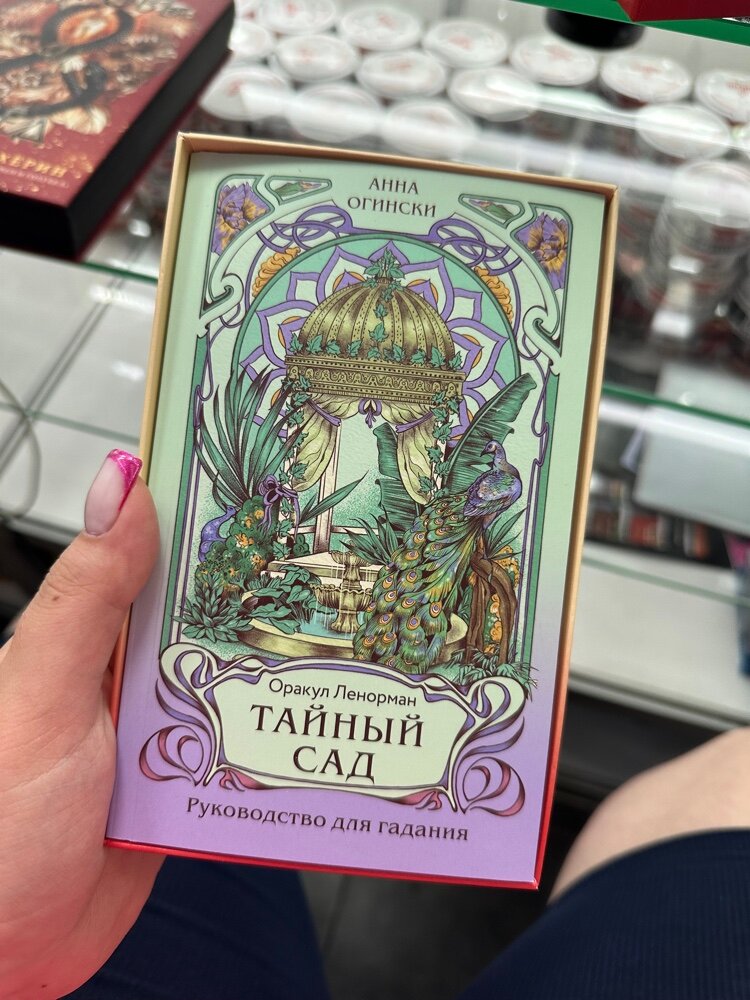 АННА
ОГИНСКИ
Оракул Ленорман
ТАЙНЫЙ
САД
Руководство для гадания